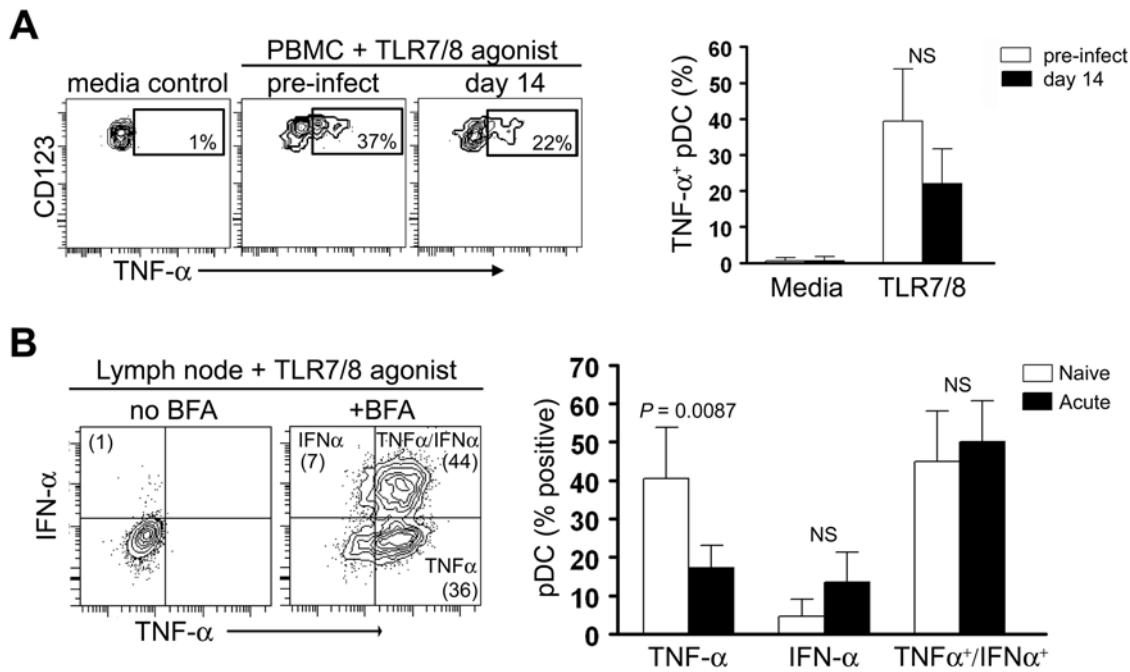 A
PBMC + TLR7/8 agonist
media control
pre-infect
day 14
1%
37%
22%
CD123
TNF-α
TNF-α⁺ pDC (%)
60
50
40
30
20
10
0
NS
pre-infect
day 14
Media
TLR7/8
B
Lymph node + TLR7/8 agonist
no BFA
+BFA
(1)
IFNα
(7)
TNFα/IFNα
(44)
TNFα
(36)
IFN-α
TNF-α
pDC (% positive)
70
60
50
40
30
20
10
0
P = 0.0087
NS
NS
Naive
Acute
TNF-α
IFN-α
TNFα⁺/IFNα⁺